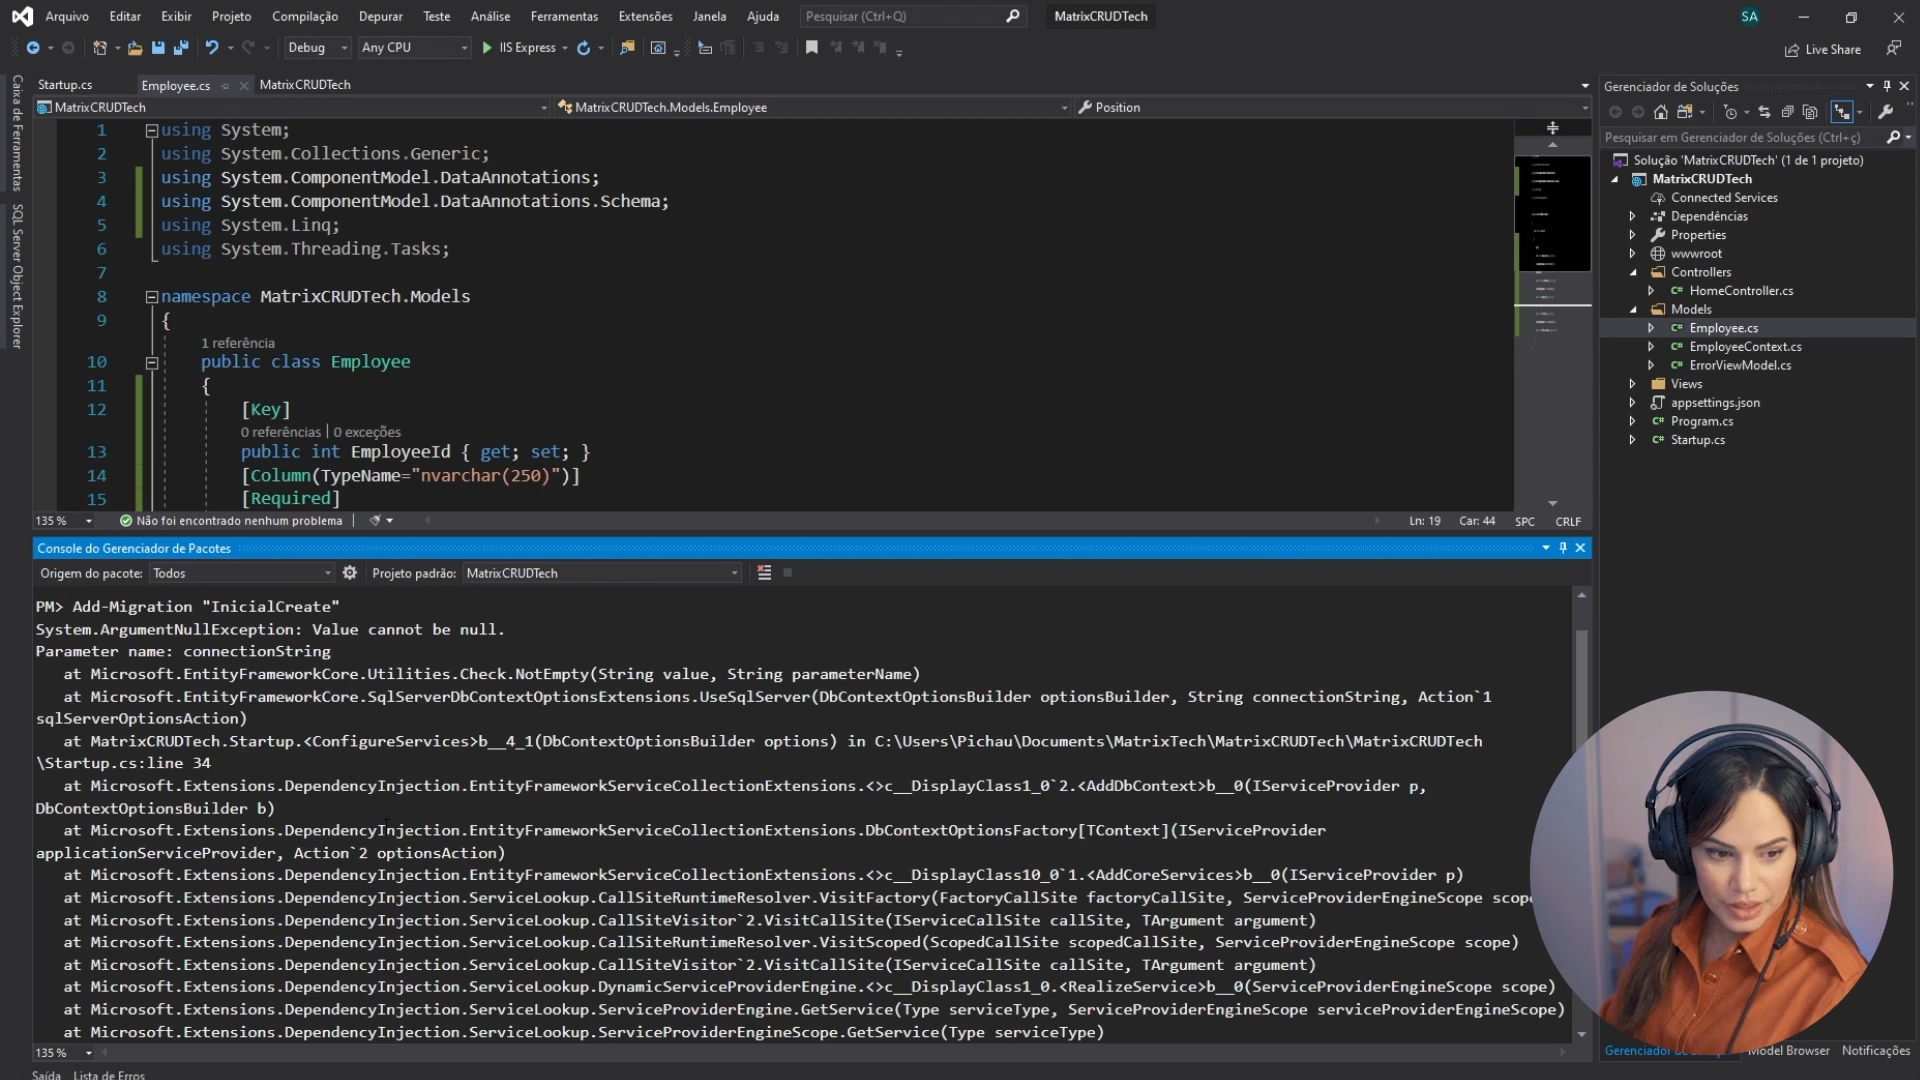 Arquivo Editar Exibir Projeto Compilação Depurar Teste Análise Ferramentas Extensões Janela Ajuda Pesquisar (Ctrl+Q) MatrixCRUDTech SA
Debug Any CPU IIS Express Live Share
Startup.cs Employee.cs MatrixCRUDTech
MatrixCRUDTech MatrixCRUDTech.Models.Employee Position
Caixa de Ferramentas
SQL Server Object Explorer
1 using System;
2 using System.Collections.Generic;
3 using System.ComponentModel.DataAnnotations;
4 using System.ComponentModel.DataAnnotations.Schema;
5 using System.Linq;
6 using System.Threading.Tasks;
7
8 namespace MatrixCRUDTech.Models
9 {
1 referência
10 public class Employee
11 {
12 [Key]
0 referências | 0 exceções
13 public int EmployeeId { get; set; }
14 [Column(TypeName="nvarchar(250)")]
15 [Required]
135 % Não foi encontrado nenhum problema Ln: 19 Car: 44 SPC CRLF
Console do Gerenciador de Pacotes
Origem do pacote: Todos Projeto padrão: MatrixCRUDTech
PM> Add-Migration "InicialCreate"
System.ArgumentNullException: Value cannot be null.
Parameter name: connectionString
at Microsoft.EntityFrameworkCore.Utilities.Check.NotEmpty(String value, String parameterName)
at Microsoft.EntityFrameworkCore.SqlServerDbContextOptionsExtensions.UseSqlServer(DbContextOptionsBuilder optionsBuilder, String connectionString, Action`1
sqlServerOptionsAction)
at MatrixCRUDTech.Startup.<ConfigureServices>b__4_1(DbContextOptionsBuilder options) in C:\Users\Pichau\Documents\MatrixTech\MatrixCRUDTech\MatrixCRUDTech
\Startup.cs:line 34
at Microsoft.Extensions.DependencyInjection.EntityFrameworkServiceCollectionExtensions.<>c__DisplayClass1_0`2.<AddDbContext>b__0(IServiceProvider p,
DbContextOptionsBuilder b)
at Microsoft.Extensions.DependencyInjection.EntityFrameworkServiceCollectionExtensions.DbContextOptionsFactory[TContext](IServiceProvider
applicationServiceProvider, Action`2 optionsAction)
at Microsoft.Extensions.DependencyInjection.EntityFrameworkServiceCollectionExtensions.<>c__DisplayClass10_0`1.<AddCoreServices>b__0(IServiceProvider p)
at Microsoft.Extensions.DependencyInjection.ServiceLookup.CallSiteRuntimeResolver.VisitFactory(FactoryCallSite factoryCallSite, ServiceProviderEngineScope scope
at Microsoft.Extensions.DependencyInjection.ServiceLookup.CallSiteVisitor`2.VisitCallSite(IServiceCallSite callSite, TArgument argument)
at Microsoft.Extensions.DependencyInjection.ServiceLookup.CallSiteRuntimeResolver.VisitScoped(ScopedCallSite scopedCallSite, ServiceProviderEngineScope scope)
at Microsoft.Extensions.DependencyInjection.ServiceLookup.CallSiteVisitor`2.VisitCallSite(IServiceCallSite callSite, TArgument argument)
at Microsoft.Extensions.DependencyInjection.ServiceLookup.DynamicServiceProviderEngine.<>c__DisplayClass1_0.<RealizeService>b__0(ServiceProviderEngineScope scope)
at Microsoft.Extensions.DependencyInjection.ServiceLookup.ServiceProviderEngine.GetService(Type serviceType, ServiceProviderEngineScope serviceProviderEngineScope)
at Microsoft.Extensions.DependencyInjection.ServiceLookup.ServiceProviderEngineScope.GetService(Type serviceType)
135 %
Saída Lista de Erros
Gerenciador de Soluções
Pesquisar em Gerenciador de Soluções (Ctrl+ç)
Solução 'MatrixCRUDTech' (1 de 1 projeto)
MatrixCRUDTech
Connected Services
Dependências
Properties
wwwroot
Controllers
C# HomeController.cs
Models
C# Employee.cs
C# EmployeeContext.cs
C# ErrorViewModel.cs
Views
appsettings.json
C# Program.cs
C# Startup.cs
Gerenciador Model Browser Notificações